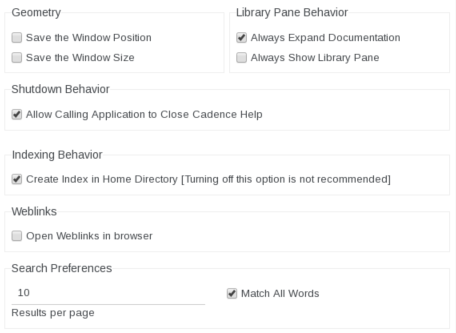 Geometry
Save the Window Position
Save the Window Size
Library Pane Behavior
Always Expand Documentation
Always Show Library Pane
Shutdown Behavior
Allow Calling Application to Close Cadence Help
Indexing Behavior
Create Index in Home Directory [Turning off this option is not recommended]
Weblinks
Open Weblinks in browser
Search Preferences
10
Results per page
Match All Words